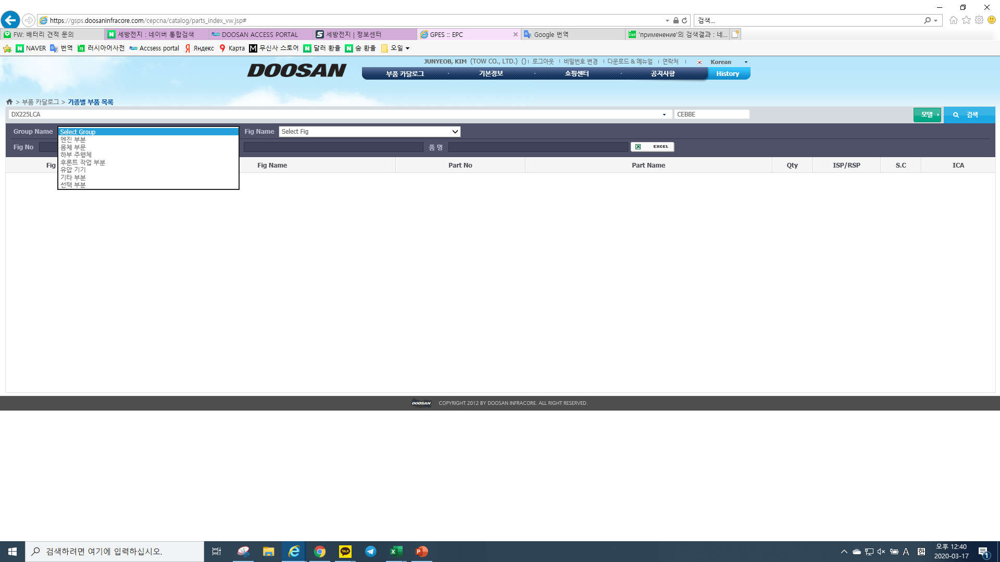 https://gsps.doosaninfracore.com/cepcna/catalog/parts_index_vw.jsp#
검색...
FW: 배터리 견적 문의
세방전지 : 네이버 통합검색
DOOSAN ACCESS PORTAL
세방전지 | 정보센터
GPES :: EPC
Google 번역
'применение'의 검색결과 : 네...
NAVER
번역
러시아어사전
Accsess portal
Яндекс
Карта
무신사 스토어
달러 환율
숨 환율
오일
DOOSAN
JUNYEOB, KIM (TOW CO., LTD.) ()
로그아웃
비밀번호 변경
다운로드 & 메뉴얼
연락처
Korean
부품 카달로그
기본정보
쇼핑센터
공지사항
History
> 부품 카달로그 > 기종별 부품 목록
DX225LCA
CEBBE
모델
검색
Group Name
Select Group
엔진 부분
몸체 부문
하부 주행체
후론트 작업 부분
유압 기기
기타 부분
선택 부분
Fig Name
Select Fig
Fig No
품 명
EXCEL
Fig
Fig Name
Part No
Part Name
Qty
ISP/RSP
S.C
ICA
DOOSAN
COPYRIGHT 2012 BY DOOSAN INFRACORE. ALL RIGHT RESERVED.
검색하려면 여기에 입력하십시오.
TALK
A
한
오후 12:40
2020-03-17
1